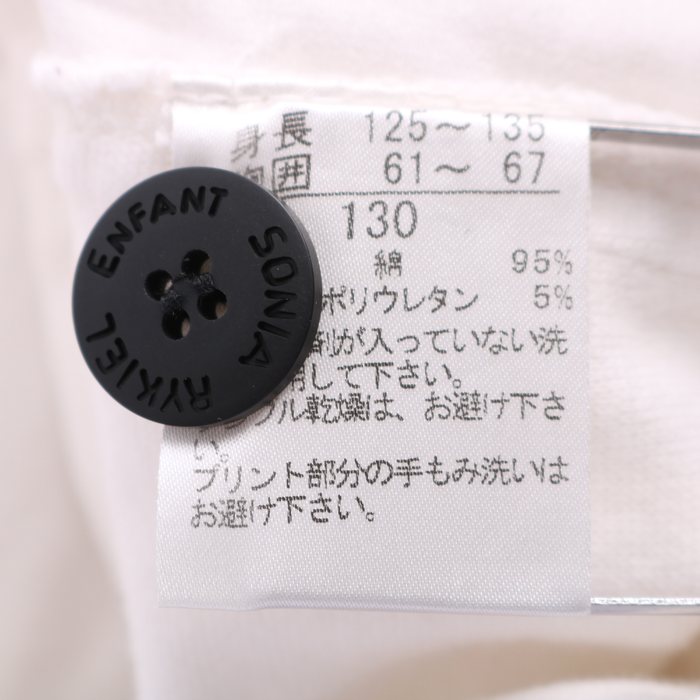 身長 125～135
囲 61～ 67
130
綿 95%
ポリウレタン 5%
剤が入っていない洗
して下さい。
ル乾燥は、お避け下さ
い。
プリント部分の手もみ洗いは
お避け下さい。
SONIA RYKIEL ENFANT